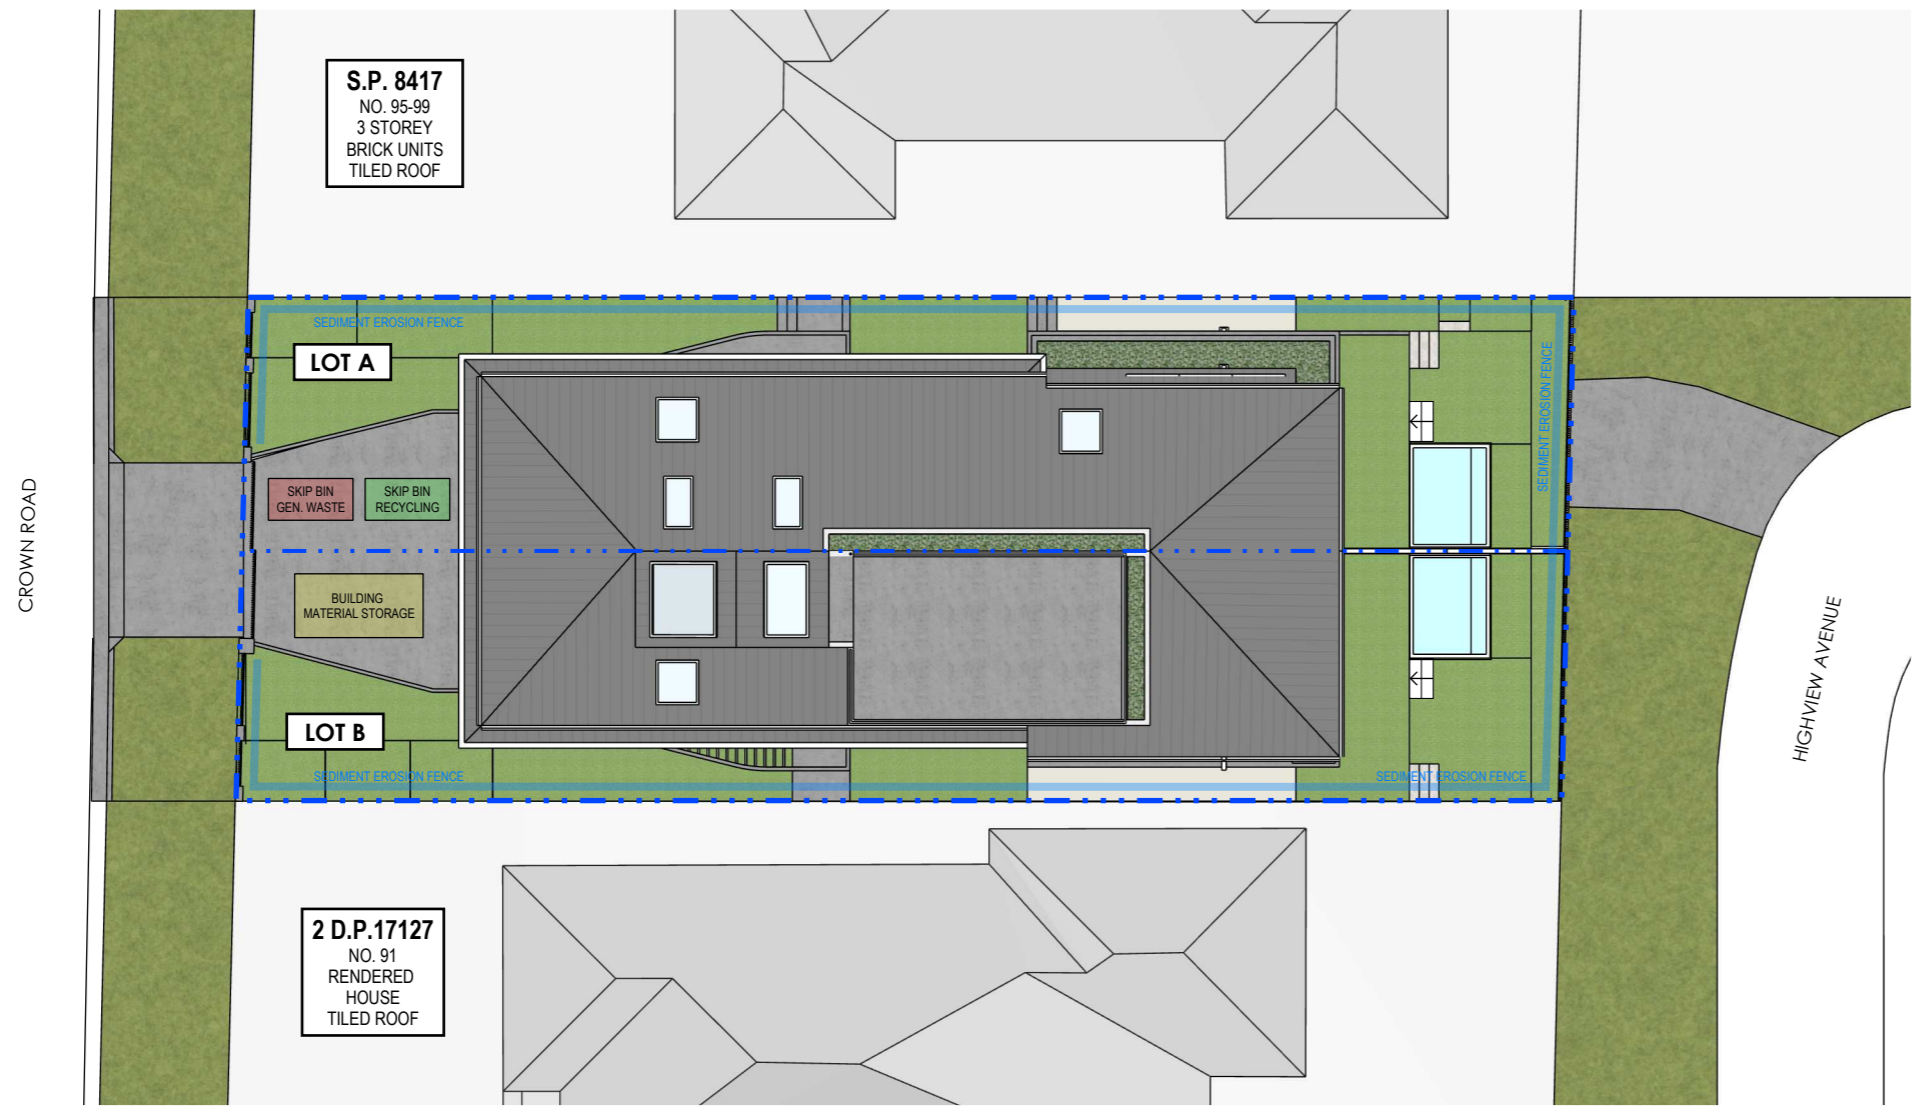 S.P. 8417
NO. 95-99
3 STOREY
BRICK UNITS
TILED ROOF
SEDIMENT EROSION FENCE
LOT A
SEDIMENT EROSION FENCE
SKIP BIN
GEN. WASTE
SKIP BIN
RECYCLING
CROWN ROAD
BUILDING
MATERIAL STORAGE
HIGHVIEW AVENUE
LOT B
SEDIMENT EROSION FENCE
SEDIMENT EROSION FENCE
2 D.P.17127
NO. 91
RENDERED
HOUSE
TILED ROOF